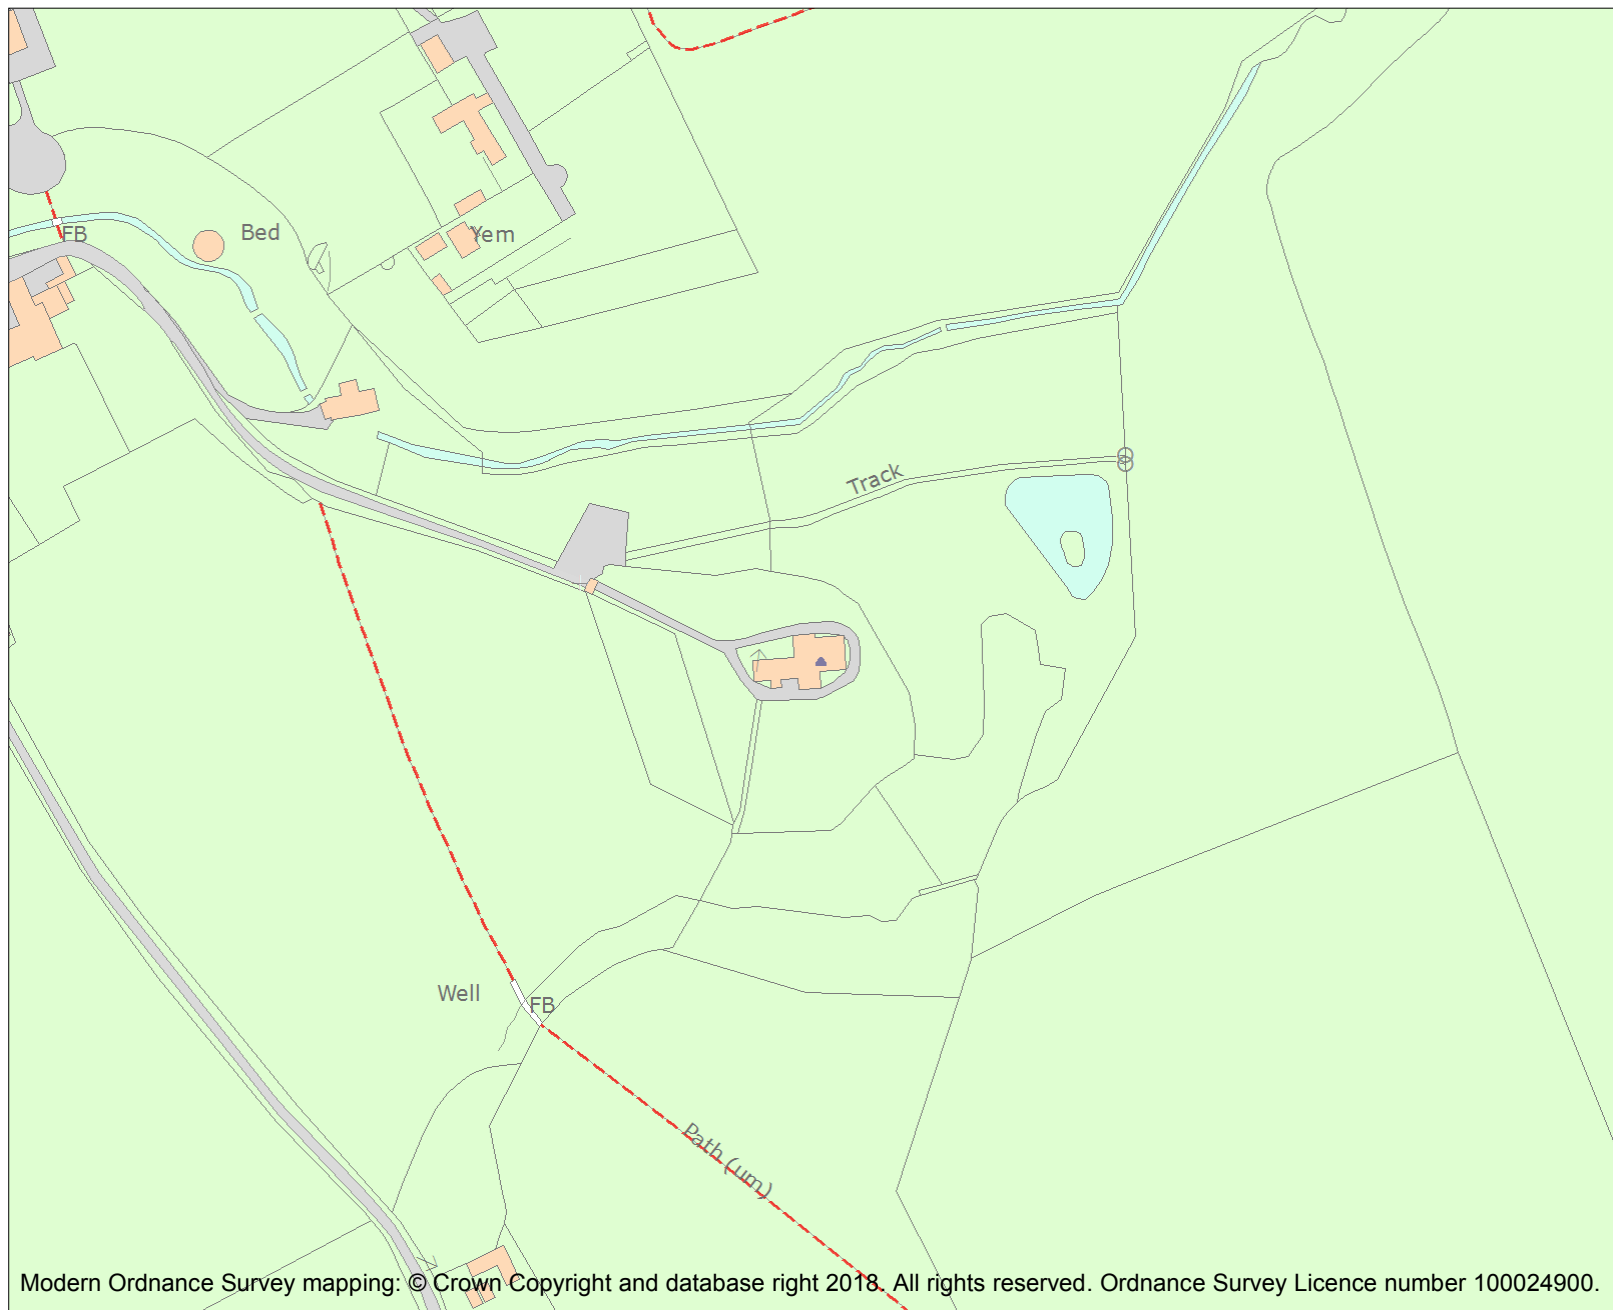 FB
Bed
Yem
Track
Well
FB
Path (um)
Modern Ordnance Survey mapping: © Crown Copyright and database right 2018. All rights reserved. Ordnance Survey Licence number 100024900.